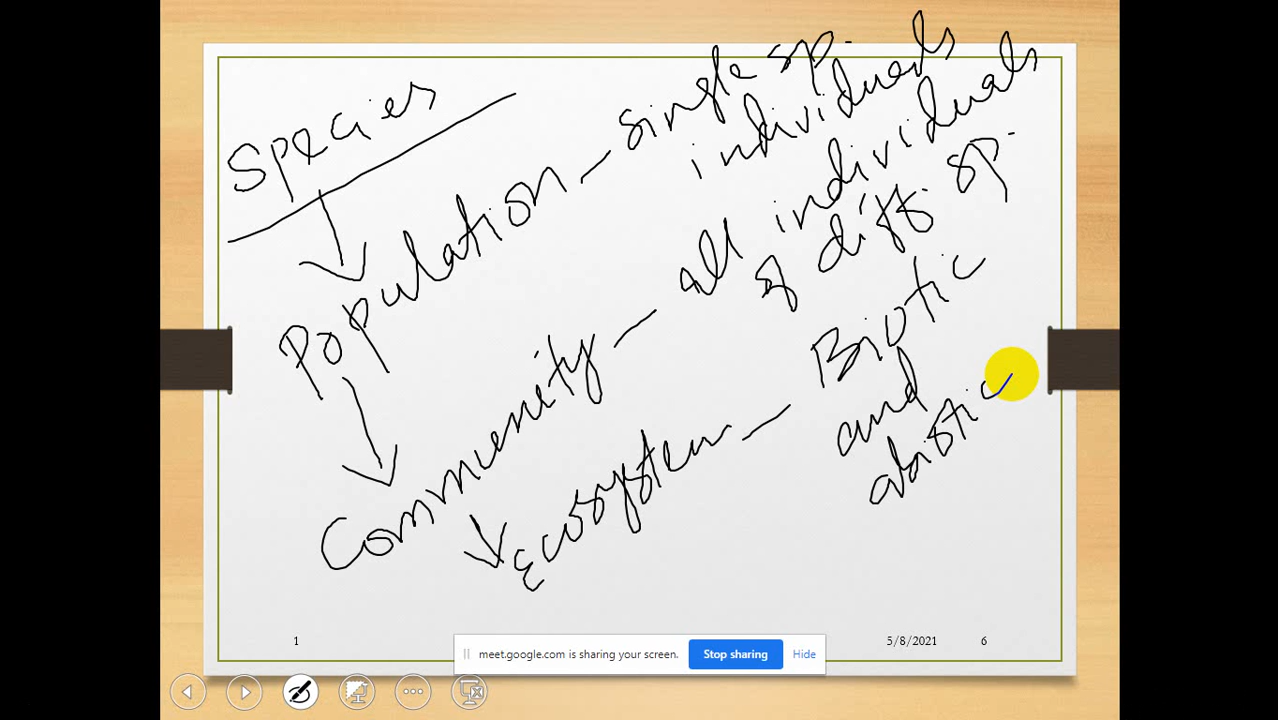 Species
Population - single sp.
individuals
Community - all individuals
of diff. sp.
Ecosystem - Biotic
and
abiotic
1
5/8/2021
6
meet.google.com is sharing your screen.
Stop sharing
Hide